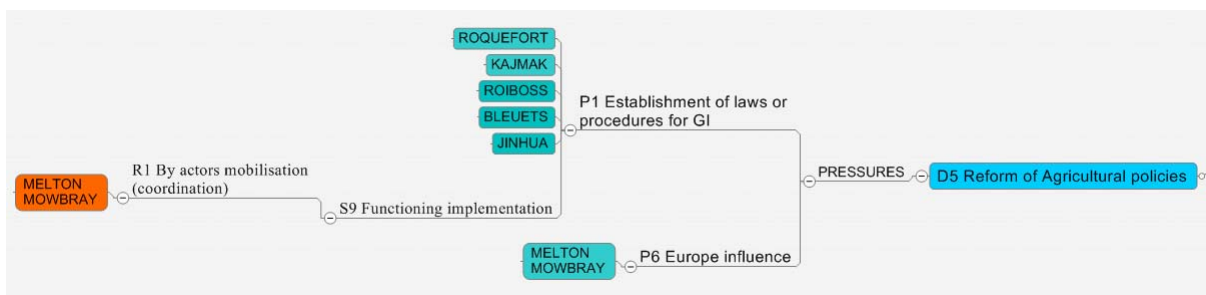 ROQUEFORT
KAJMAK
ROIBOSS
BLEUETS
JINHUA
P1 Establishment of laws or
procedures for GI
R1 By actors mobilisation
(coordination)
MELTON
MOWBRAY
S9 Functioning implementation
PRESSURES
D5 Reform of Agricultural policies
MELTON
MOWBRAY
P6 Europe influence